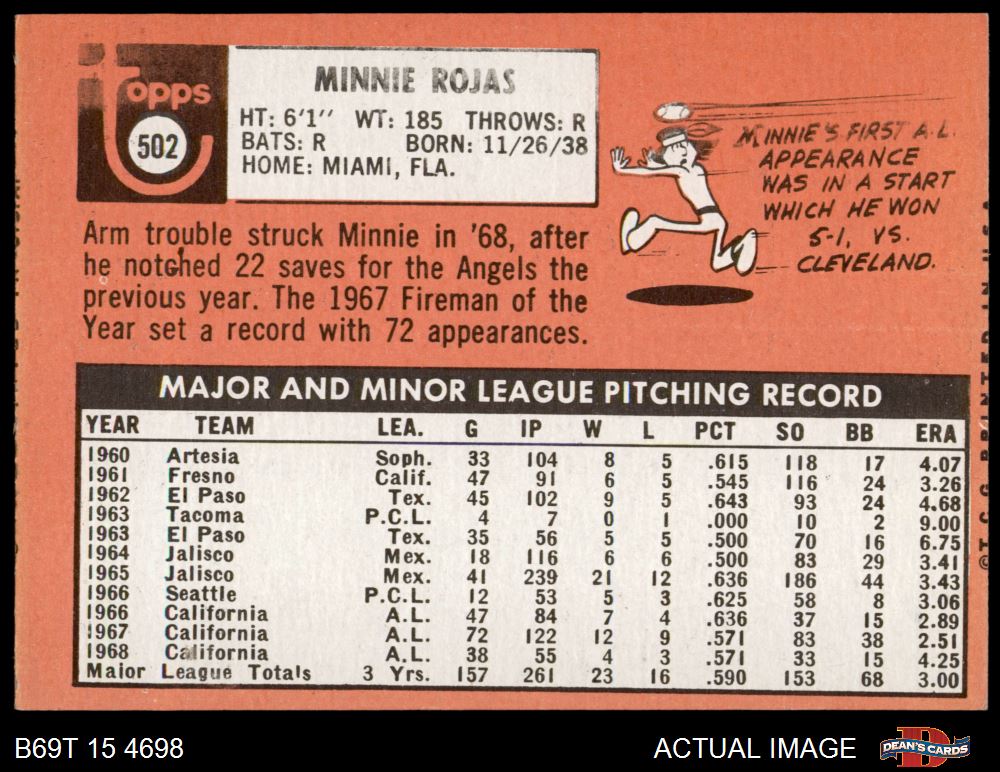 topps
502
MINNIE ROJAS
HT: 6'1" WT: 185 THROWS: R
BATS: R BORN: 11/26/38
HOME: MIAMI, FLA.
MINNIE'S FIRST A.L.
APPEARANCE
WAS IN A START
WHICH HE WON
5-1, VS.
CLEVELAND.
Arm trouble struck Minnie in '68, after
he notched 22 saves for the Angels the
previous year. The 1967 Fireman of the
Year set a record with 72 appearances.
MAJOR AND MINOR LEAGUE PITCHING RECORD
YEAR TEAM LEA. G IP W L PCT SO BB ERA
1960 Artesia Soph. 33 104 8 5 .615 118 17 4.07
1961 Fresno Calif. 47 91 6 5 .545 116 24 3.26
1962 El Paso Tex. 45 102 9 5 .643 93 24 4.68
1963 Tacoma P.C.L. 4 7 0 1 .000 10 2 9.00
1963 El Paso Tex. 35 56 5 5 .500 70 16 6.75
1964 Jalisco Mex. 18 116 6 6 .500 83 29 3.41
1965 Jalisco Mex. 41 239 21 12 .636 186 44 3.43
1966 Seattle P.C.L. 12 53 5 3 .625 58 8 3.06
1966 California A.L. 47 84 7 4 .636 37 15 2.89
1967 California A.L. 72 122 12 9 .571 83 38 2.51
1968 California A.L. 38 55 4 3 .571 33 15 4.25
Major League Totals 3 Yrs. 157 261 23 16 .590 153 68 3.00
B69T 15 4698
ACTUAL IMAGE
DEAN'S CARDS